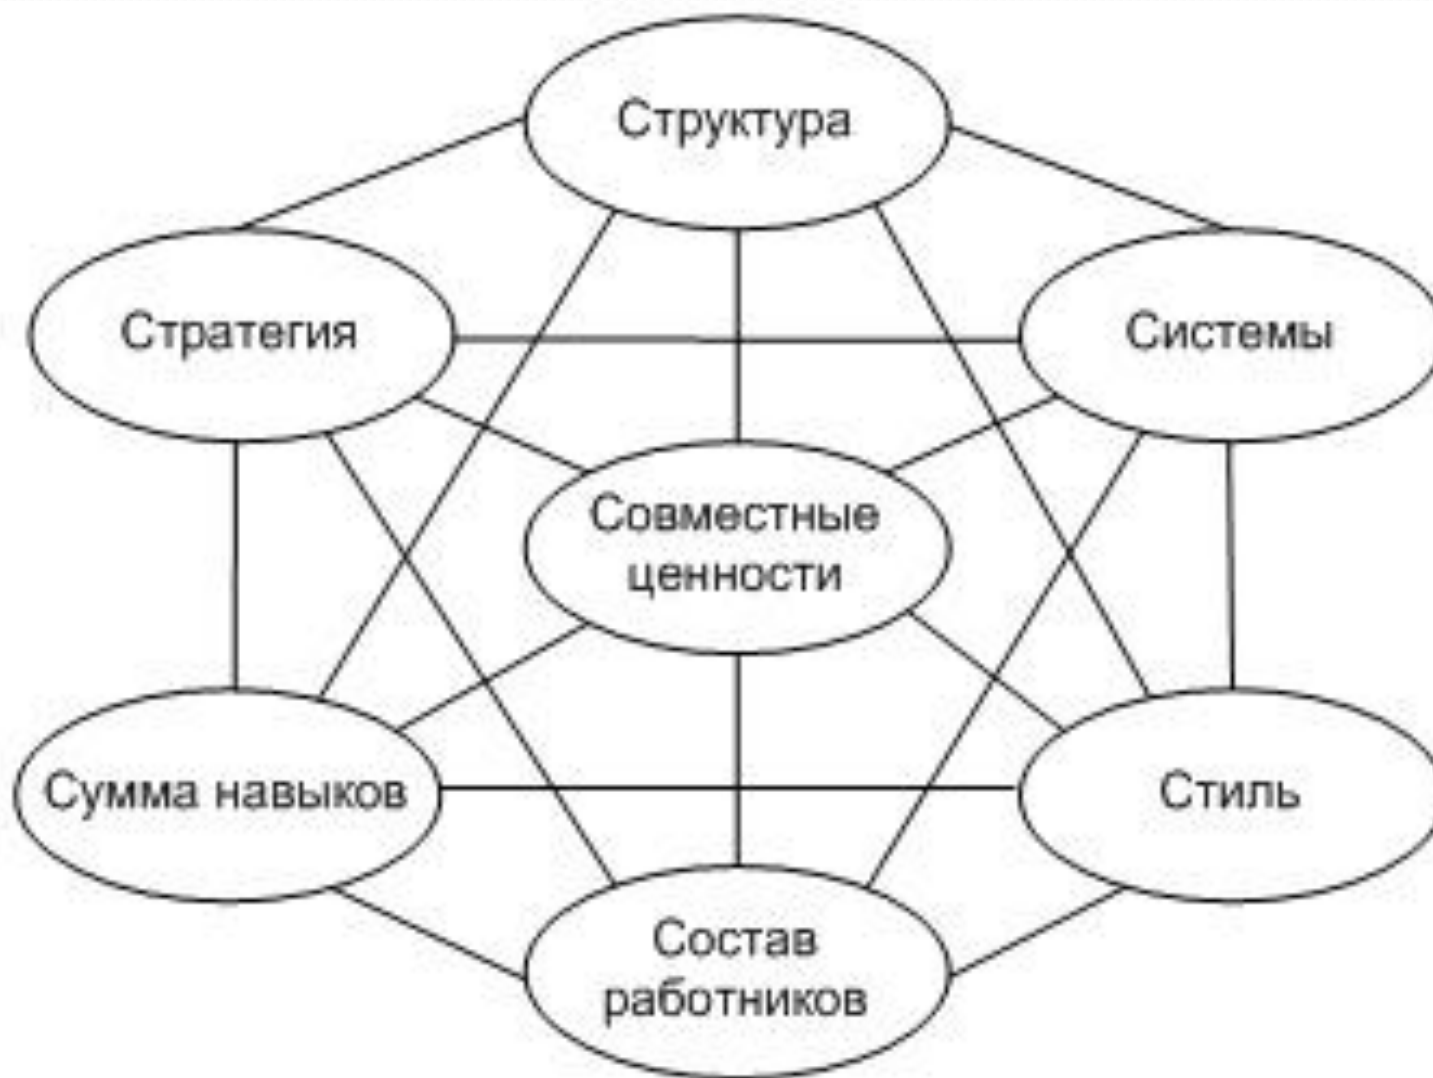 Структура
Стратегия
Системы
Совместные
ценности
Сумма навыков
Стиль
Состав
работников